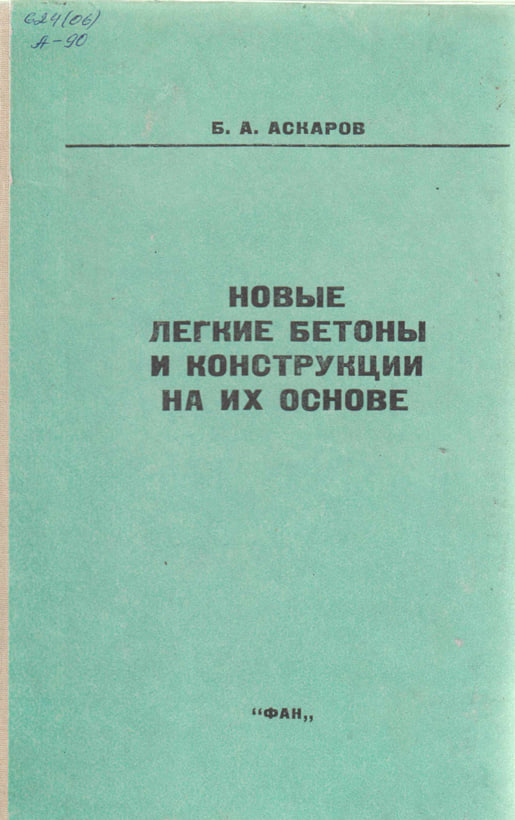 624(06)
А-90
Б. А. АСКАРОВ
НОВЫЕ
ЛЕГКИЕ БЕТОНЫ
И КОНСТРУКЦИИ
НА ИХ ОСНОВЕ
“ФАН„